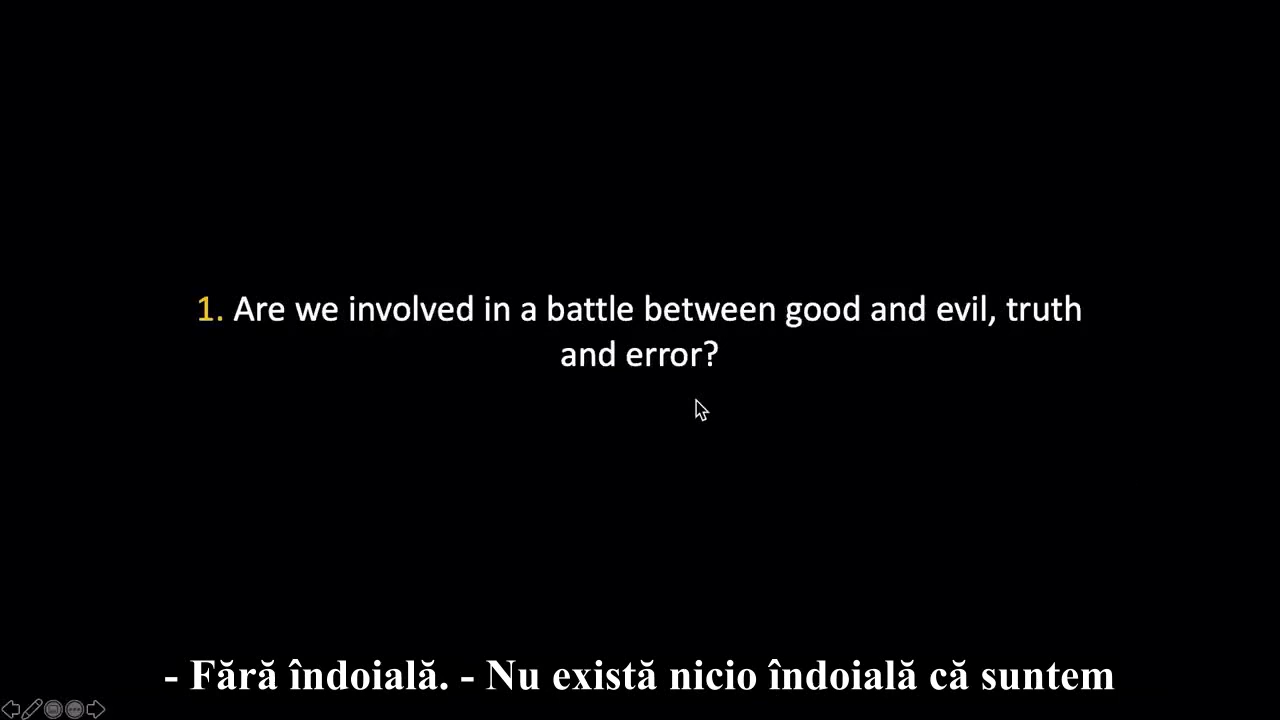 1. Are we involved in a battle between good and evil, truth
and error?
- Fără îndoială. - Nu există nicio îndoială că suntem